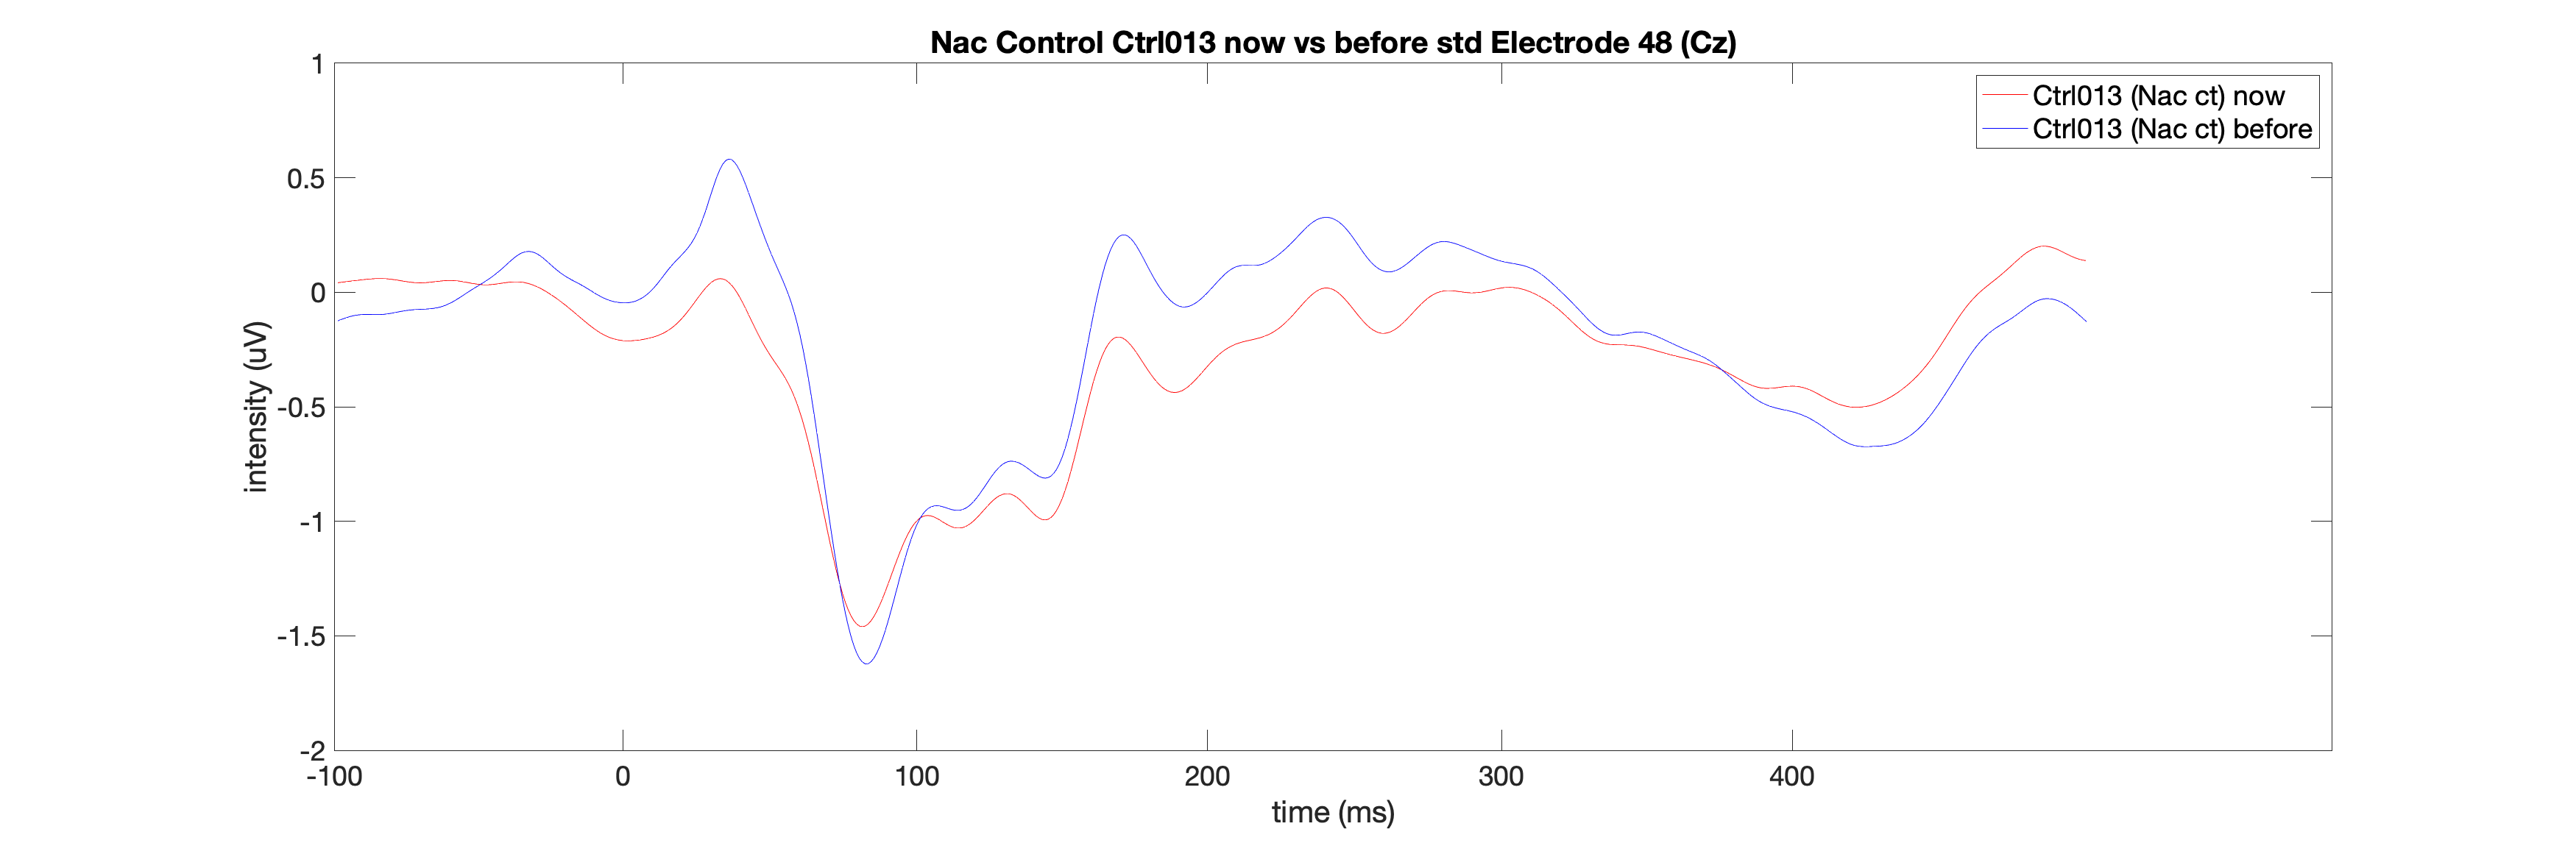 Nac Control Ctrl013 now vs before std Electrode 48 (Cz)
Ctrl013 (Nac ct) now
Ctrl013 (Nac ct) before
intensity (uV)
1
0.5
0
-0.5
-1
-1.5
-2
-100 0 100 200 300 400
time (ms)